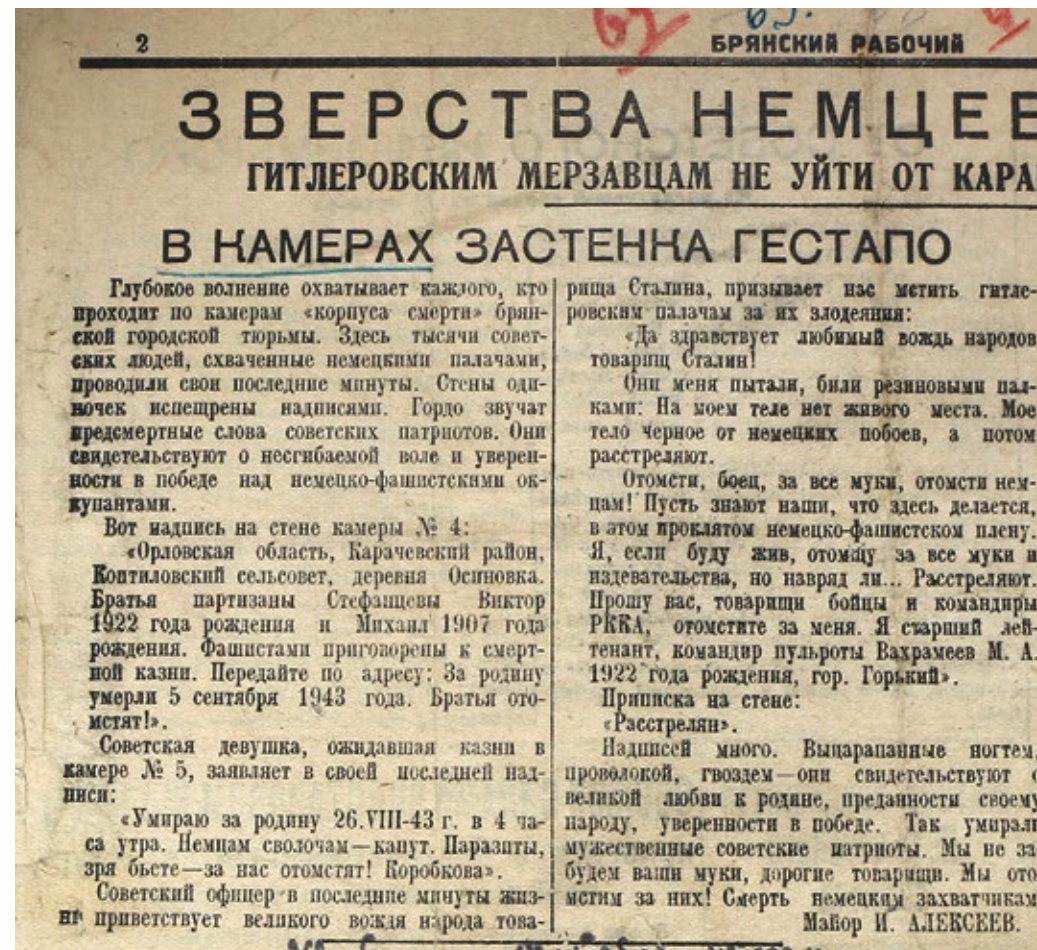 2
БРЯНСКИЙ РАБОЧИЙ
ЗВЕРСТВА НЕМЦЕВ
ГИТЛЕРОВСКИМ МЕРЗАВЦАМ НЕ УЙТИ ОТ КАРА
В КАМЕРАХ ЗАСТЕНКА ГЕСТАПО
Глубокое волнение охватывает каждого, кто
проходит по камерам «корпуса смерти» брян-
ской городской тюрьмы. Здесь тысячи совет-
ских людей, схваченные немецкими палачами,
проводили свои последние минуты. Стены оди-
ночек испещрены надписями. Гордо звучат
предсмертные слова советских патриотов. Они
свидетельствуют о несгибаемой воле и уверен-
ности в победе над немецко-фашистскими ок-
купантами.
Вот надпись на стене камеры № 4:
«Орловская область, Карачевский район,
Коптиловский сельсовет, деревня Осиновка.
Братья партизаны Стефанцевы Виктор
1922 года рождения и Михаил 1907 года
рождения. Фашистами приговорены к смерт-
ной казни. Передайте по адресу: За родину
умерли 5 сентября 1943 года. Братья ото-
мстят!».
Советская девушка, ожидавшая казни в
камере № 5, заявляет в своей последней над-
писи:
«Умираю за родину 26.VIII-43 г. в 4 ча-
са утра. Немцам сволочам—капут. Паразиты,
зря бьете—за нас отомстят! Коробкова».
Советский офицер в последние минуты жиз-
ни приветствует великого вождя народа това-
рища Сталина, призывает нас мстить гитле-
ровским палачам за их злодеяния:
«Да здравствует любимый вождь народов
товарищ Сталин!
Они меня пытали, били резиновыми пал-
ками: На моем теле нет живого места. Мое
тело черное от немецких побоев, а потом
расстреляют.
Отомсти, боец, за все муки, отомсти нем-
цам! Пусть знают наши, что здесь делается,
в этом проклятом немецко-фашистском плену.
Я, если буду жив, отомщу за все муки и
издевательства, но навряд ли... Расстреляют.
Прошу вас, товарищи бойцы и командиры
РККА, отомстите за меня. Я старший лей-
тенант, командир пульроты Вахрамеев М. А.
1922 года рождения, гор. Горький».
Приписка на стене:
«Расстрелян».
Надписей много. Выцарапанные ногтем,
проволокой, гвоздем—они свидетельствуют о
великой любви к родине, преданности своему
народу, уверенности в победе. Так умирали
мужественные советские патриоты. Мы не за-
будем ваши муки, дорогие товарищи. Мы ото
мстим за них! Смерть немецким захватчикам
Майор И. АЛЕКСЕЕВ.